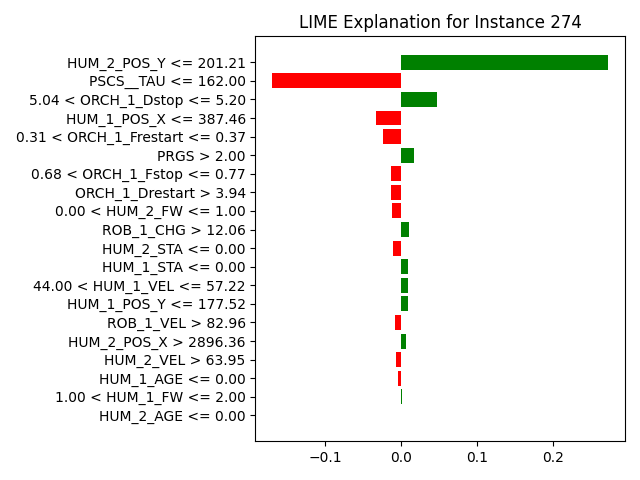 LIME Explanation for Instance 274
HUM_2_POS_Y <= 201.21
PSCS__TAU <= 162.00
5.04 < ORCH_1_Dstop <= 5.20
HUM_1_POS_X <= 387.46
0.31 < ORCH_1_Frestart <= 0.37
PRGS > 2.00
0.68 < ORCH_1_Fstop <= 0.77
ORCH_1_Drestart > 3.94
0.00 < HUM_2_FW <= 1.00
ROB_1_CHG > 12.06
HUM_2_STA <= 0.00
HUM_1_STA <= 0.00
44.00 < HUM_1_VEL <= 57.22
HUM_1_POS_Y <= 177.52
ROB_1_VEL > 82.96
HUM_2_POS_X > 2896.36
HUM_2_VEL > 63.95
HUM_1_AGE <= 0.00
1.00 < HUM_1_FW <= 2.00
HUM_2_AGE <= 0.00
−0.1 0.0 0.1 0.2